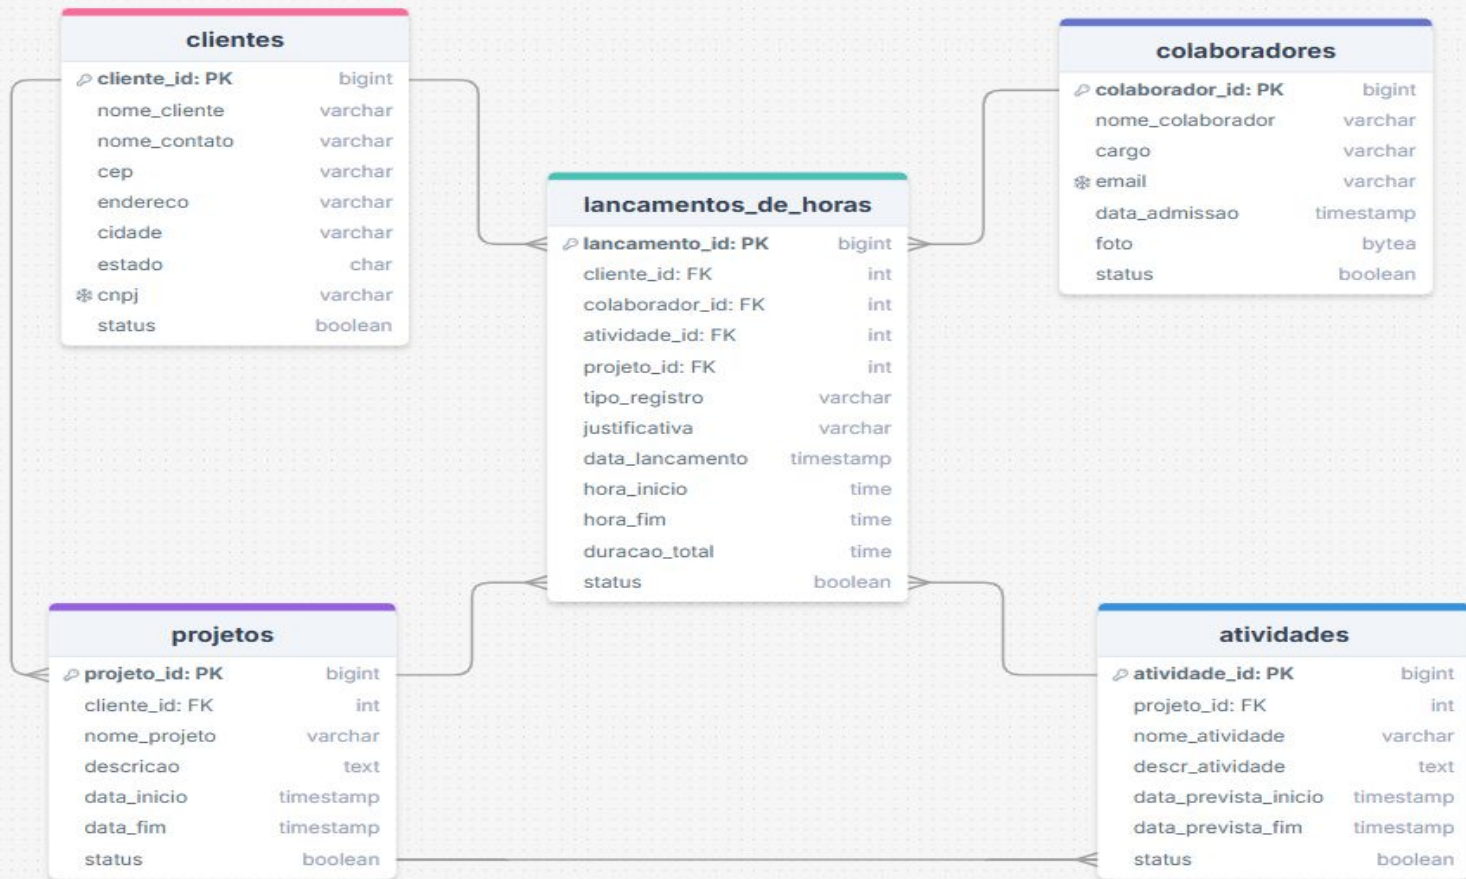 clientes
cliente_id: PK bigint
nome_cliente varchar
nome_contato varchar
cep varchar
endereco varchar
cidade varchar
estado char
cnpj varchar
status boolean
colaboradores
colaborador_id: PK bigint
nome_colaborador varchar
cargo varchar
email varchar
data_admissao timestamp
foto bytea
status boolean
lancamentos_de_horas
lancamento_id: PK bigint
cliente_id: FK int
colaborador_id: FK int
atividade_id: FK int
projeto_id: FK int
tipo_registro varchar
justificativa varchar
data_lancamento timestamp
hora_inicio time
hora_fim time
duracao_total time
status boolean
projetos
projeto_id: PK bigint
cliente_id: FK int
nome_projeto varchar
descricao text
data_inicio timestamp
data_fim timestamp
status boolean
atividades
atividade_id: PK bigint
projeto_id: FK int
nome_atividade varchar
descr_atividade text
data_prevista_inicio timestamp
data_prevista_fim timestamp
status boolean